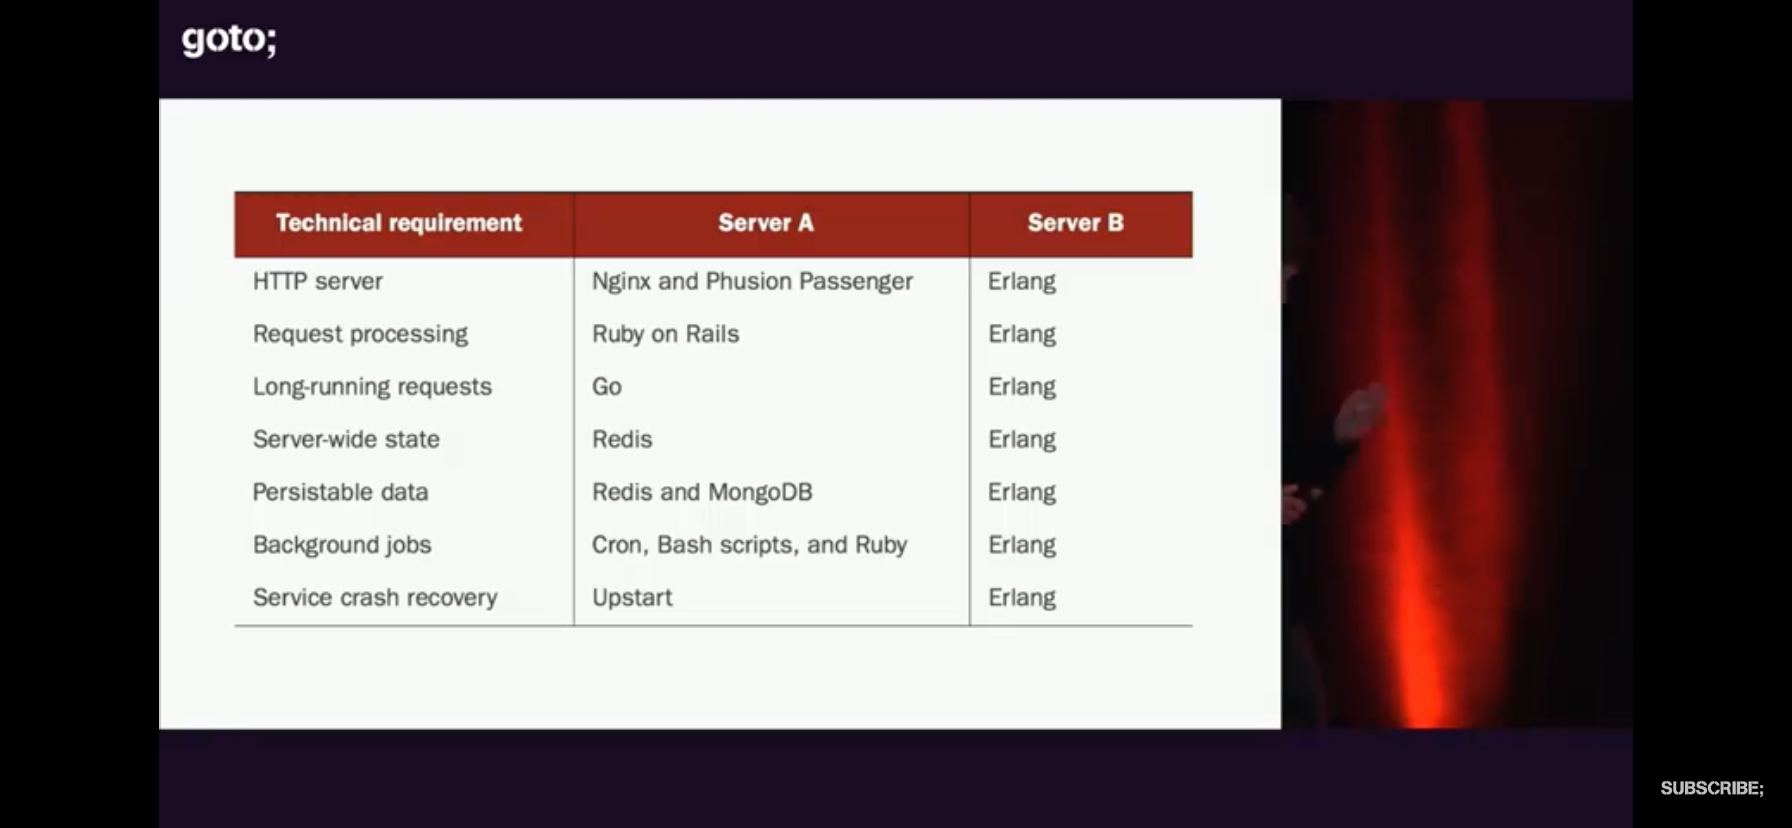 goto;
Technical requirement Server A Server B
HTTP server Nginx and Phusion Passenger Erlang
Request processing Ruby on Rails Erlang
Long-running requests Go Erlang
Server-wide state Redis Erlang
Persistable data Redis and MongoDB Erlang
Background jobs Cron, Bash scripts, and Ruby Erlang
Service crash recovery Upstart Erlang
SUBSCRIBE;